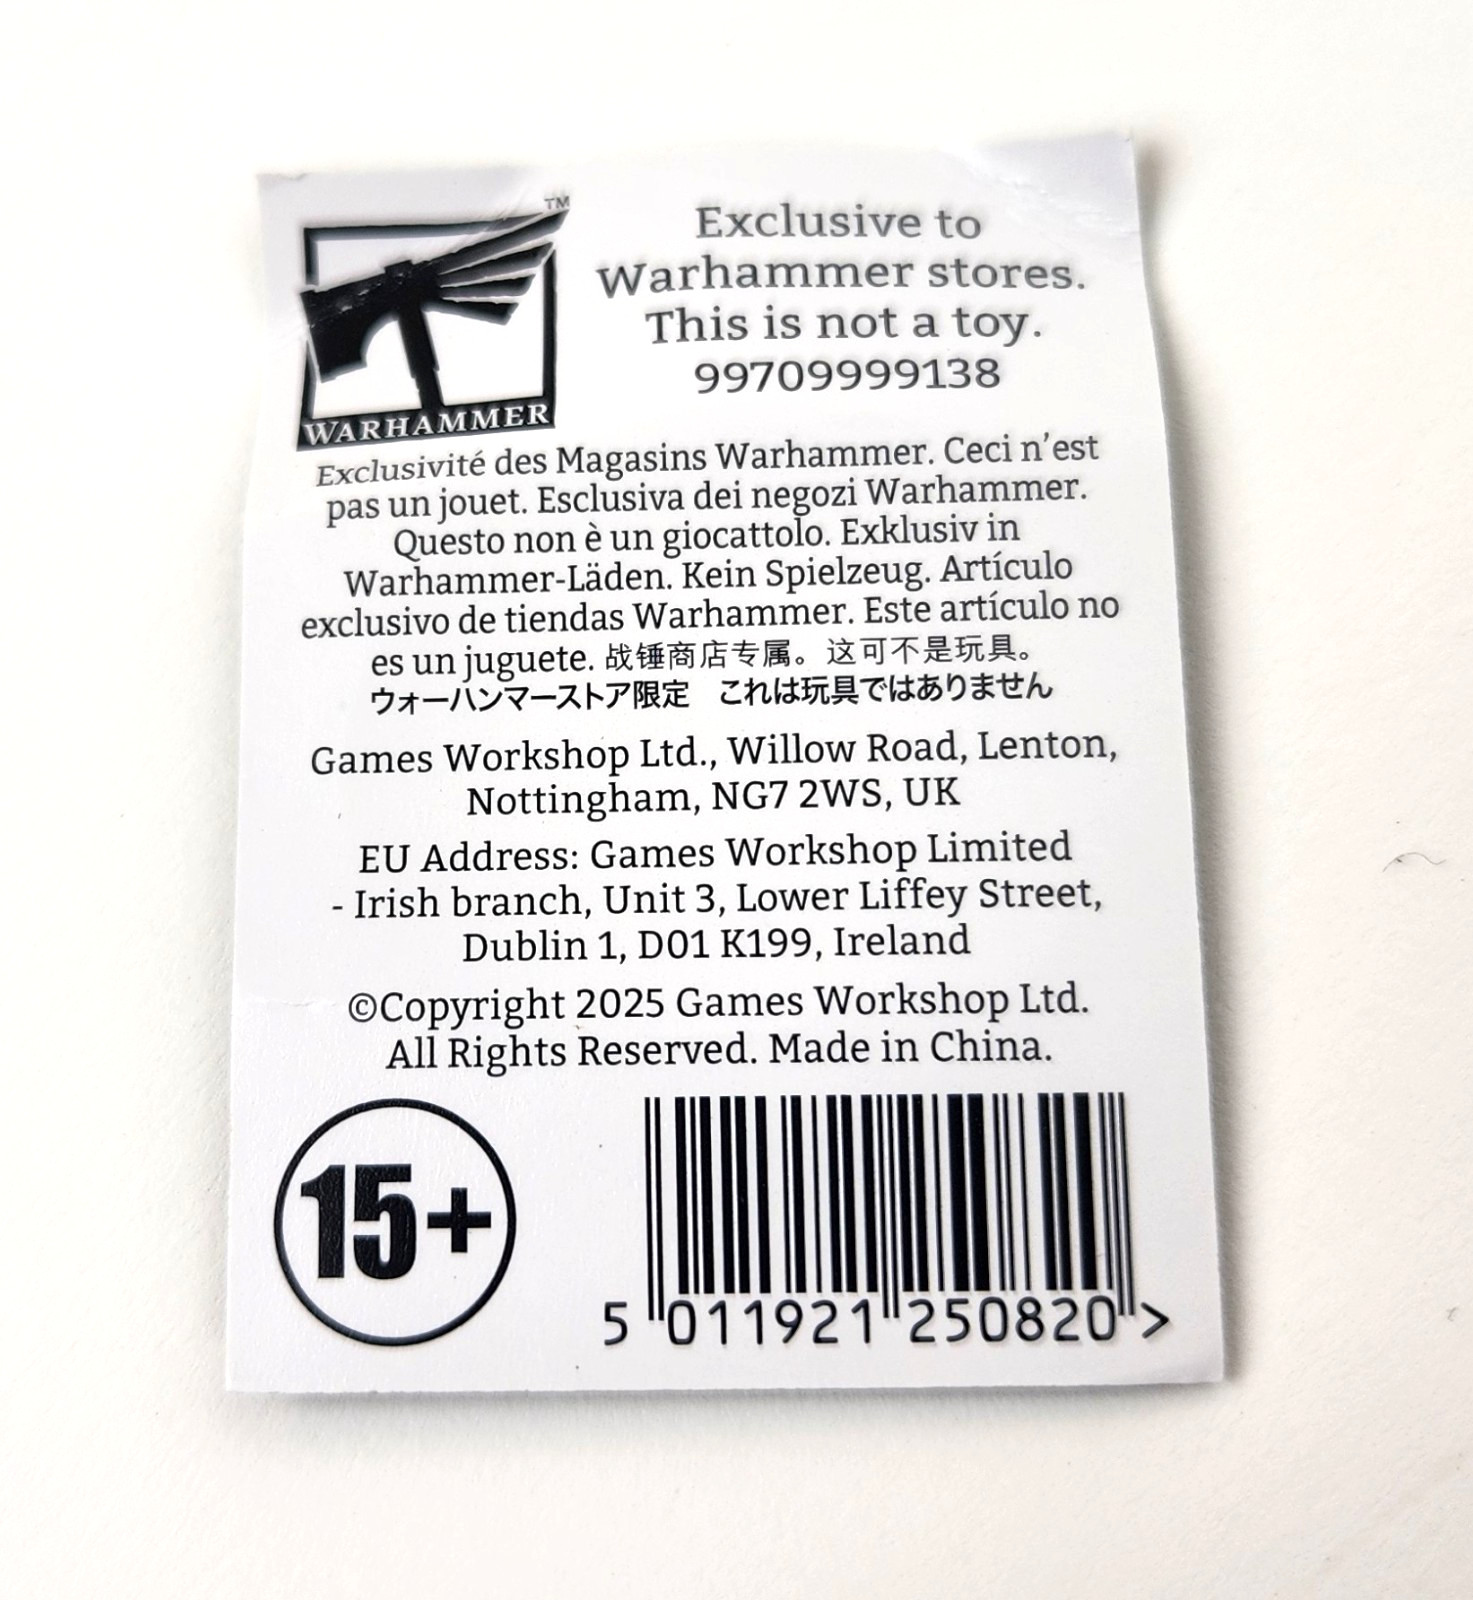 TM
WARHAMMER
Exclusive to
Warhammer stores.
This is not a toy.
99709999138
Exclusivité des Magasins Warhammer. Ceci n’est
pas un jouet. Esclusiva dei negozi Warhammer.
Questo non è un giocattolo. Exklusiv in
Warhammer-Läden. Kein Spielzeug. Artículo
exclusivo de tiendas Warhammer. Este artículo no
es un juguete. 战锤商店专属。这可不是玩具。
ウォーハンマーストア限定　これは玩具ではありません
Games Workshop Ltd., Willow Road, Lenton,
Nottingham, NG7 2WS, UK
EU Address: Games Workshop Limited
- Irish branch, Unit 3, Lower Liffey Street,
Dublin 1, D01 K199, Ireland
©Copyright 2025 Games Workshop Ltd.
All Rights Reserved. Made in China.
15+
5 011921 250820 >